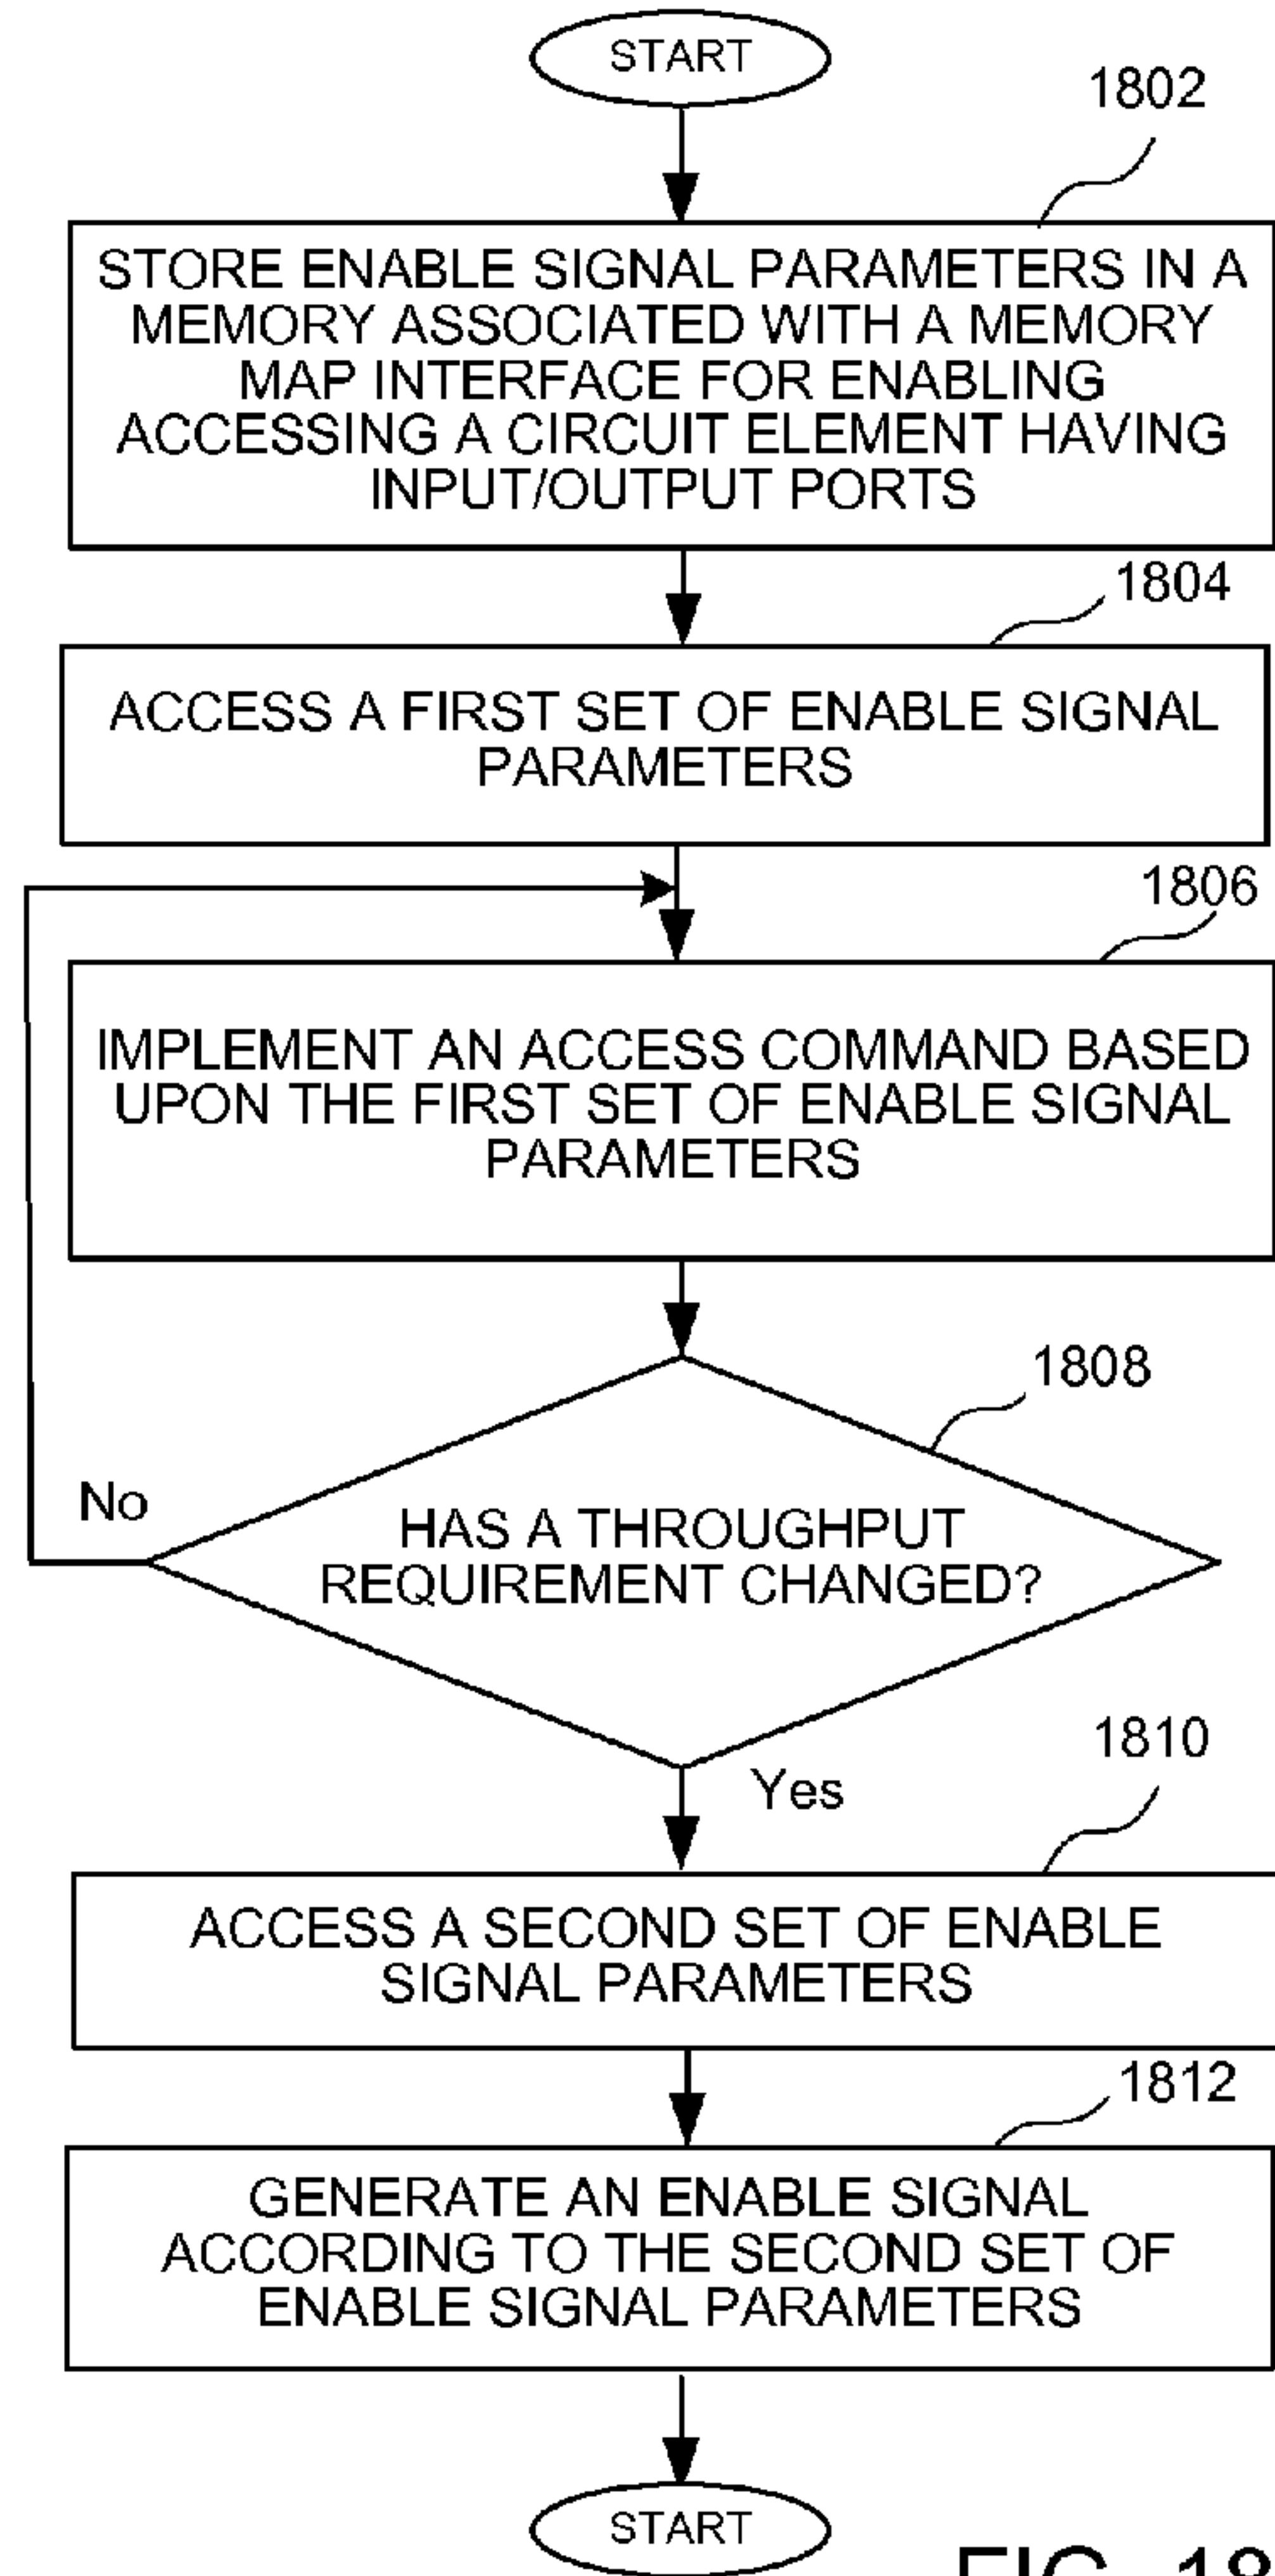 START
1802
STORE ENABLE SIGNAL PARAMETERS IN A
MEMORY ASSOCIATED WITH A MEMORY
MAP INTERFACE FOR ENABLING
ACCESSING A CIRCUIT ELEMENT HAVING
INPUT/OUTPUT PORTS
1804
ACCESS A FIRST SET OF ENABLE SIGNAL
PARAMETERS
1806
IMPLEMENT AN ACCESS COMMAND BASED
UPON THE FIRST SET OF ENABLE SIGNAL
PARAMETERS
1808
No
HAS A THROUGHPUT
REQUIREMENT CHANGED?
Yes
1810
ACCESS A SECOND SET OF ENABLE
SIGNAL PARAMETERS
1812
GENERATE AN ENABLE SIGNAL
ACCORDING TO THE SECOND SET OF
ENABLE SIGNAL PARAMETERS
START
FIG. 18